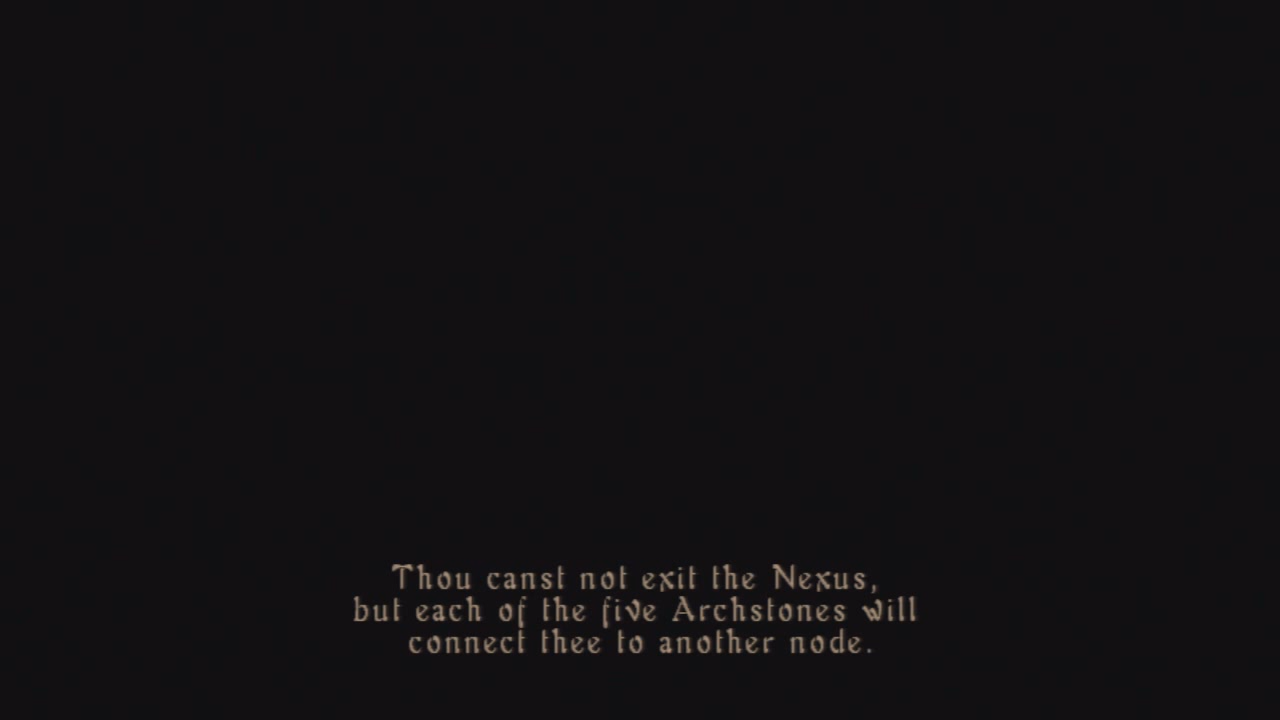 Thou canst not exit the Nexus,
but each of the five Archstones will
connect thee to another node.